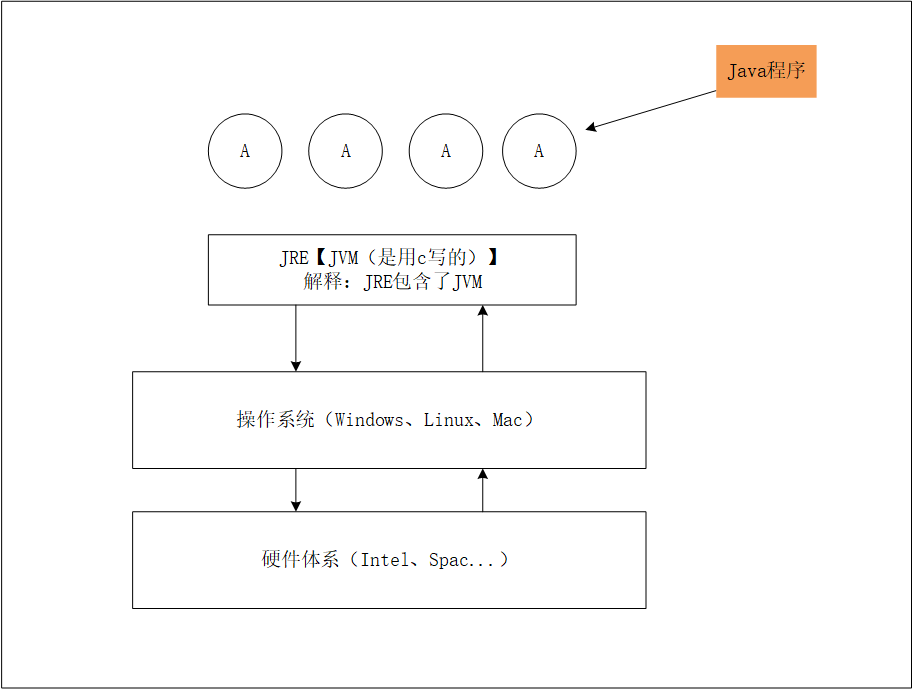 Java程序
A
A
A
A
JRE【JVM（是用c写的）】
解释：JRE包含了JVM
操作系统（Windows、Linux、Mac）
硬件体系（Intel、Spac...）